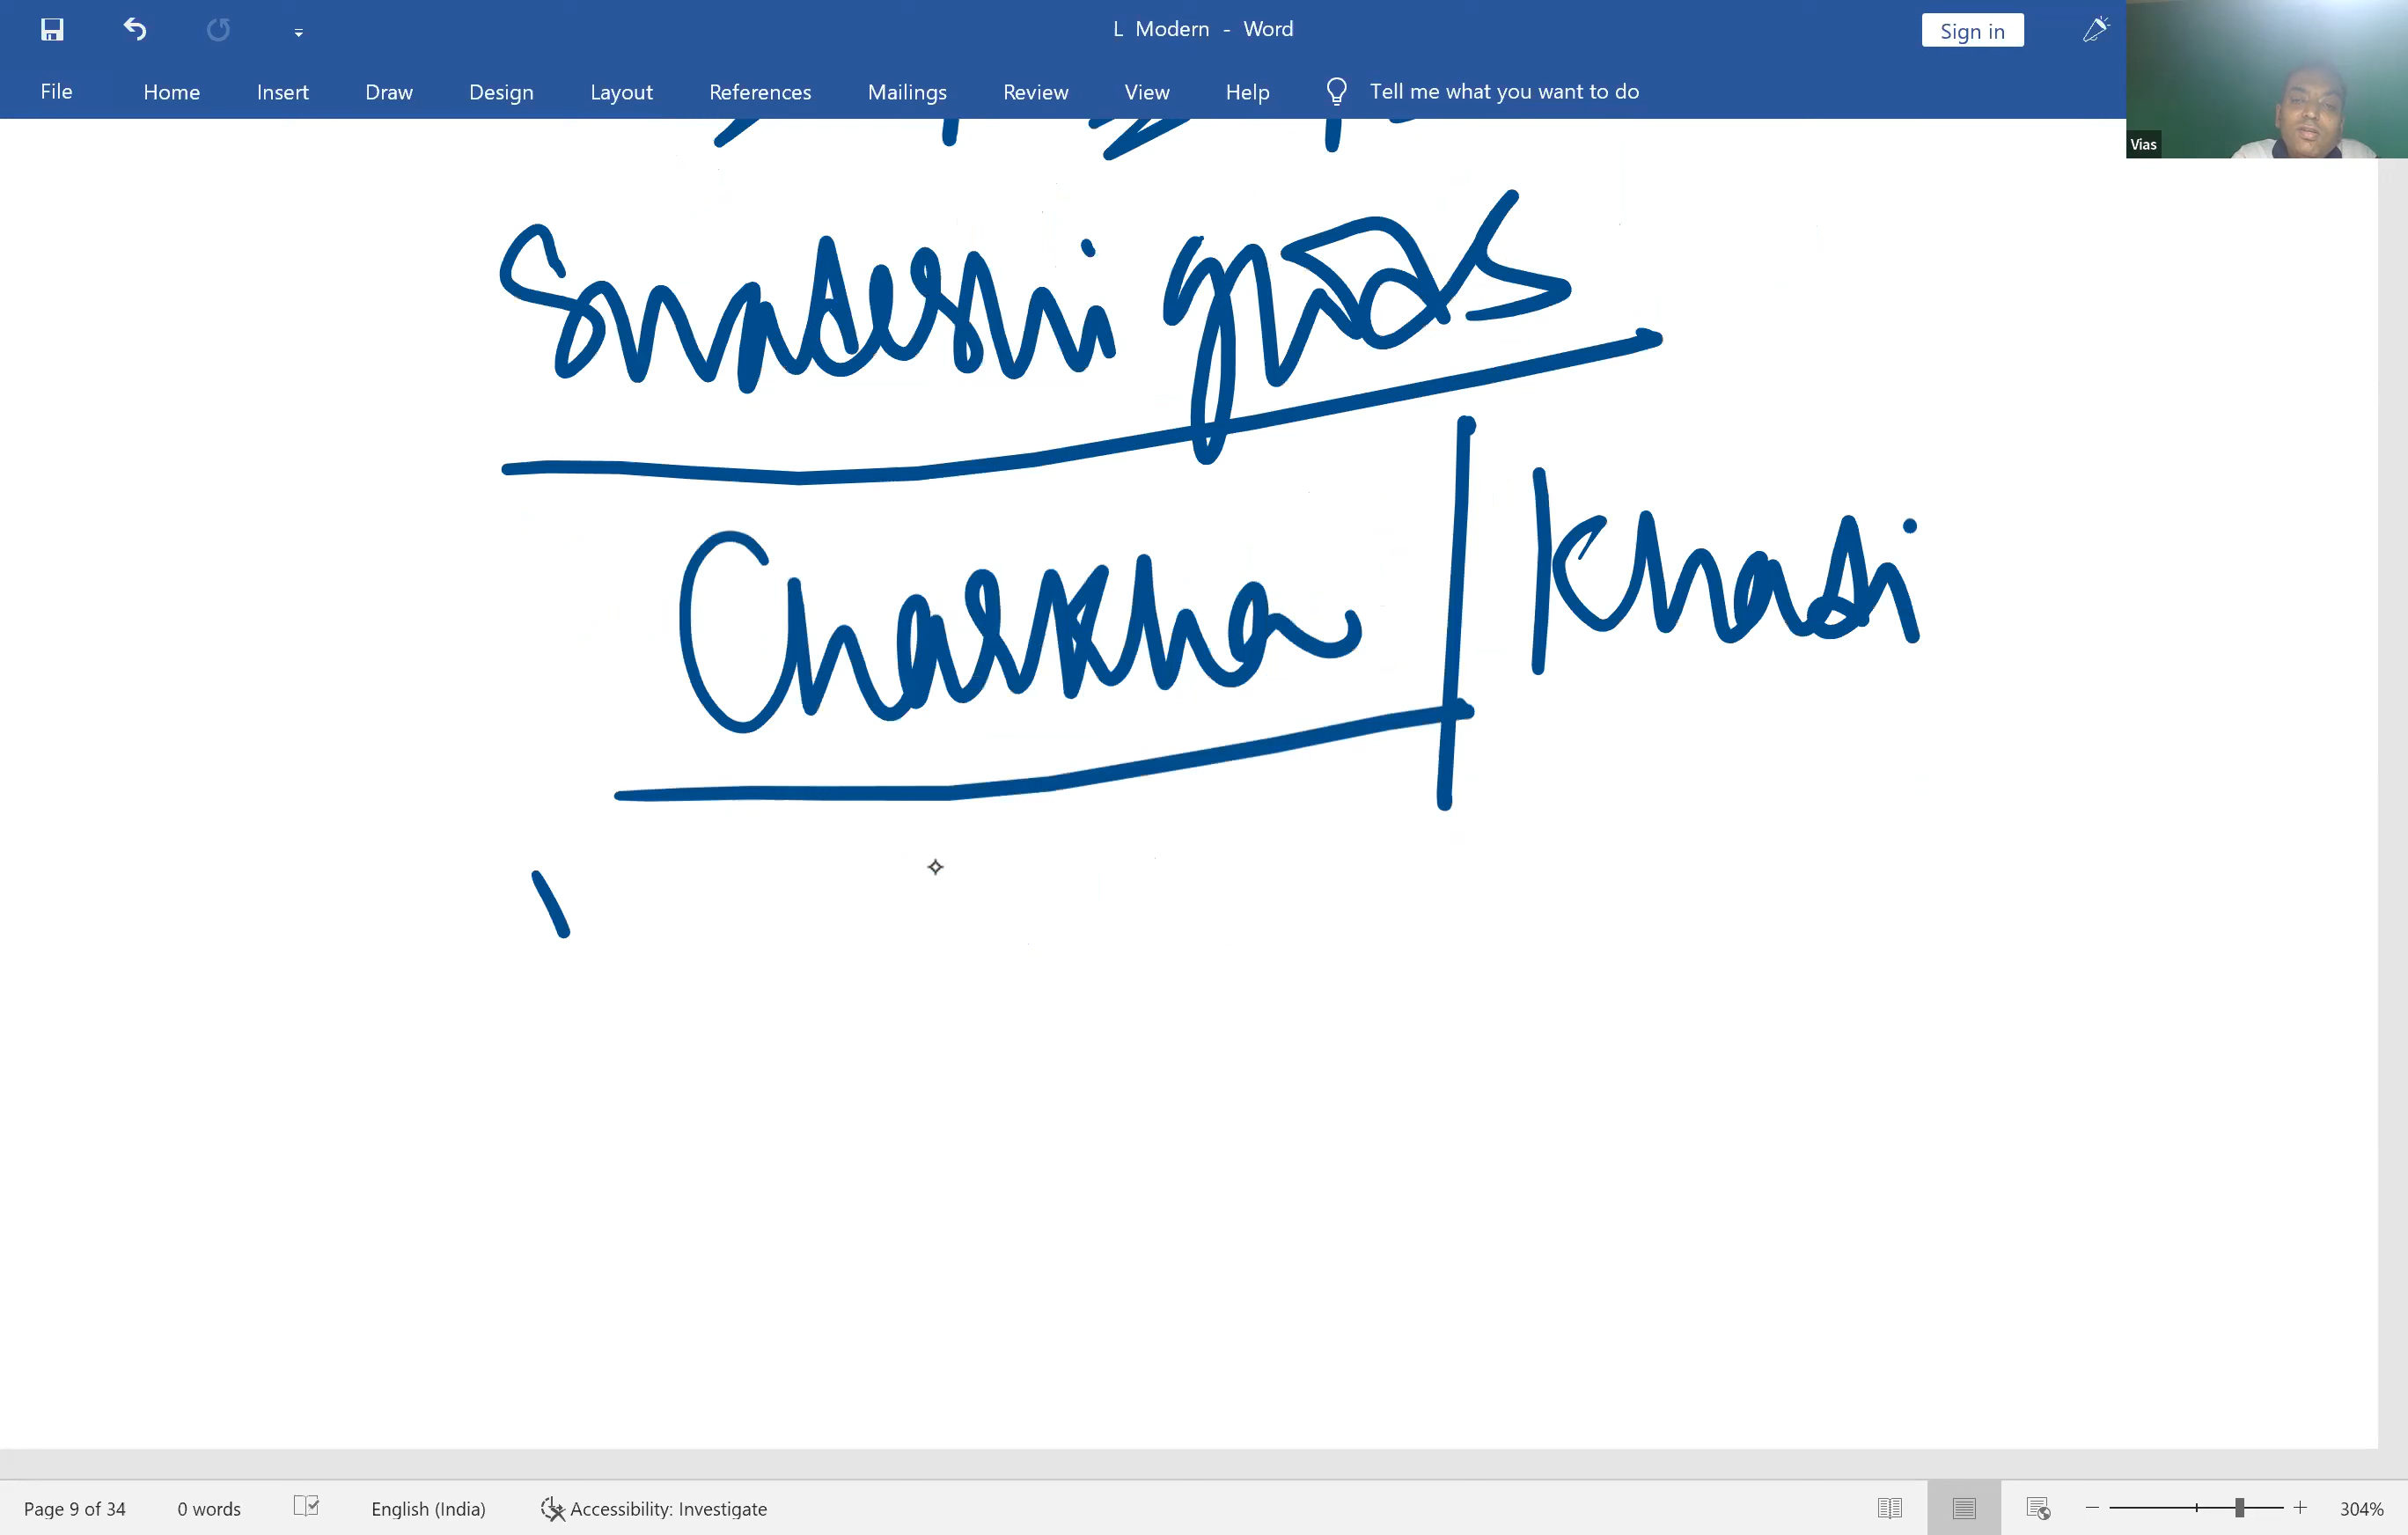 L Modern - Word
Sign in
File Home Insert Draw Design Layout References Mailings Review View Help Tell me what you want to do
Vias
Swadeshi goods
Charkha | Khadi
Page 9 of 34 0 words English (India) Accessibility: Investigate 304%